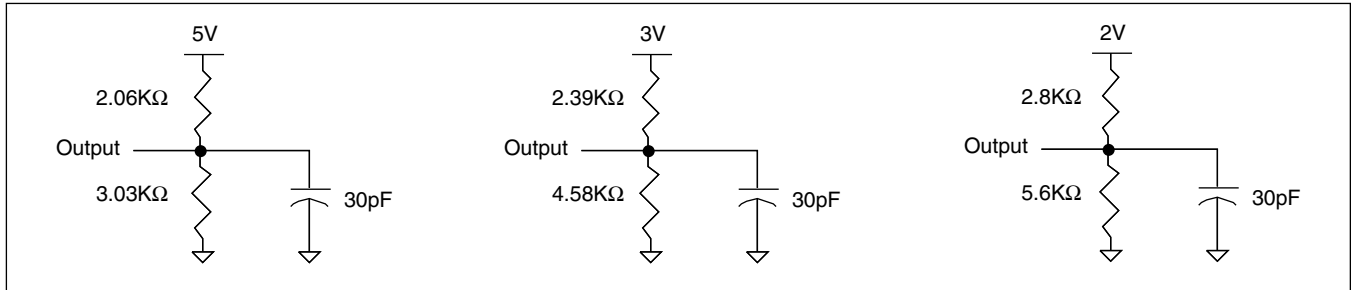 5V
2.06KΩ
Output
3.03KΩ
30pF
3V
2.39KΩ
Output
4.58KΩ
30pF
2V
2.8KΩ
Output
5.6KΩ
30pF